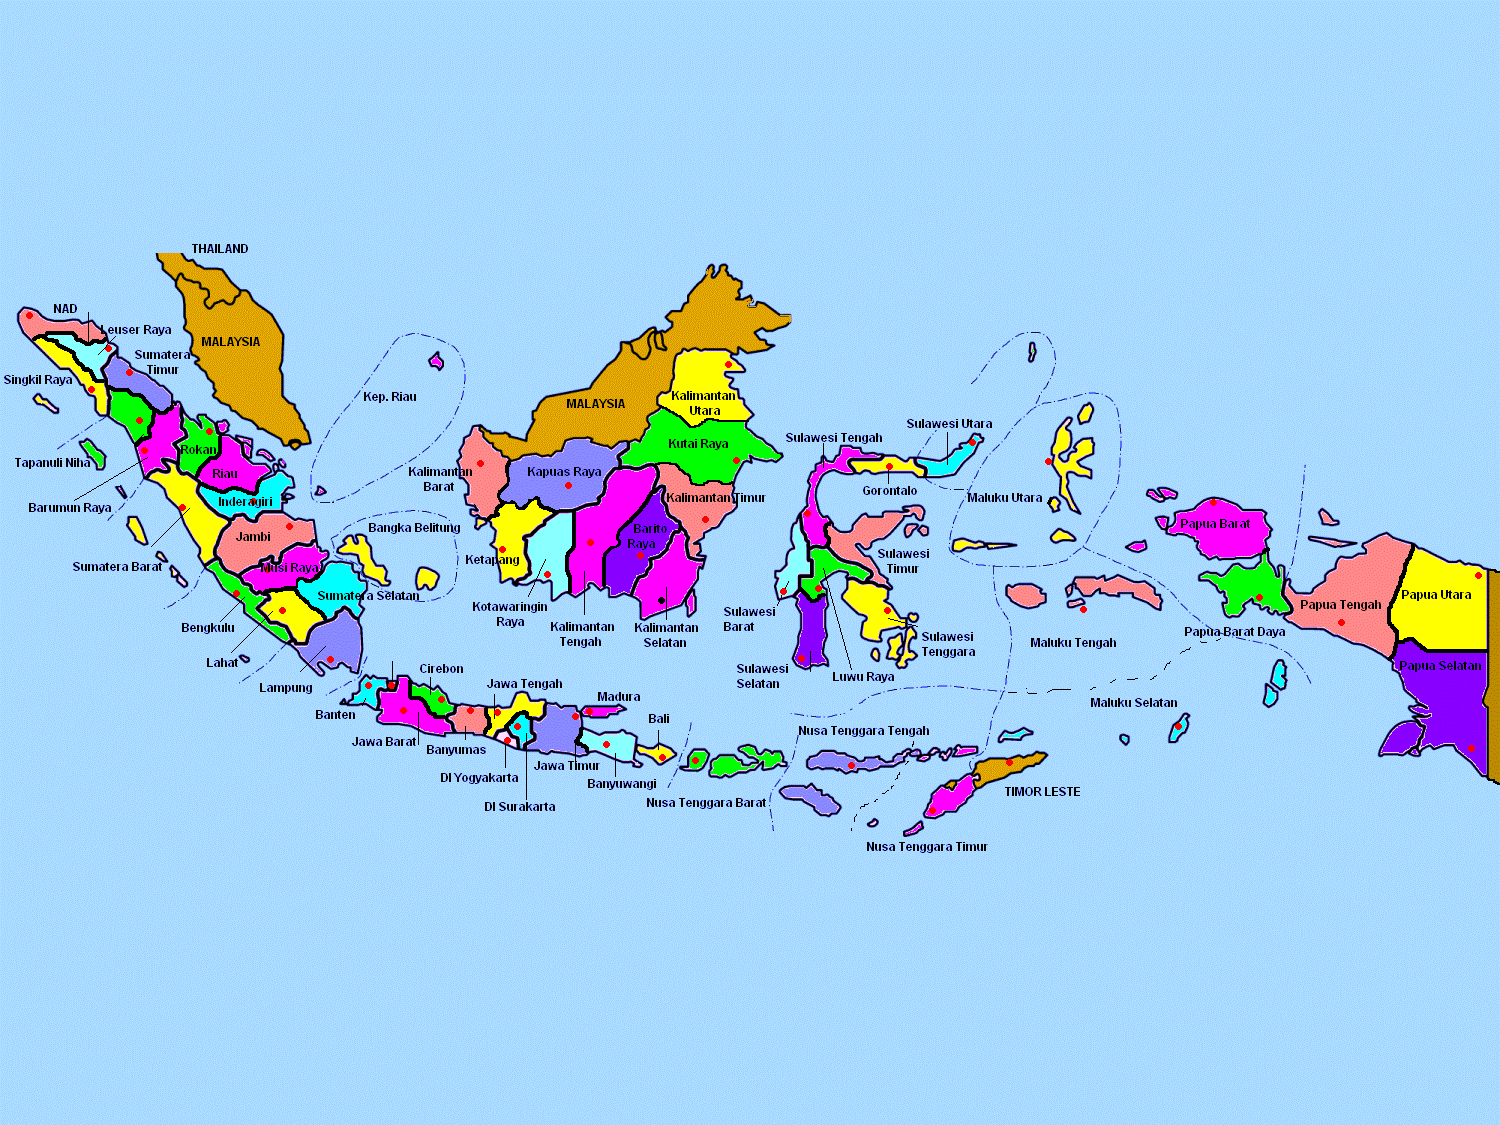 THAILAND
NAD
Leuser Raya
MALAYSIA
Sumatera
Timur
Singkil Raya
Kep. Riau
Tapanuli Niha
Rokan
Riau
Barumun Raya
Inderagiri
Jambi
Sumatera Barat
Musi Raya
Bangka Belitung
Sumatera Selatan
Bengkulu
Lahat
Lampung
MALAYSIA
Kalimantan
Utara
Kutai Raya
Kalimantan
Barat
Kapuas Raya
Kalimantan Timur
Barito
Raya
Ketapang
Kotawaringin
Raya
Kalimantan
Tengah
Kalimantan
Selatan
Sulawesi Tengah
Sulawesi Utara
Gorontalo
Sulawesi
Timur
Sulawesi
Barat
Sulawesi
Tenggara
Sulawesi
Selatan
Luwu Raya
Maluku Utara
Papua Barat
Papua Tengah
Papua Utara
Papua Barat Daya
Maluku Tengah
Papua Selatan
Maluku Selatan
Cirebon
Jawa Tengah
Madura
Banten
Bali
Jawa Barat
Banyumas
DI Yogyakarta
Jawa Timur
Banyuwangi
DI Surakarta
Nusa Tenggara Tengah
Nusa Tenggara Barat
TIMOR LESTE
Nusa Tenggara Timur